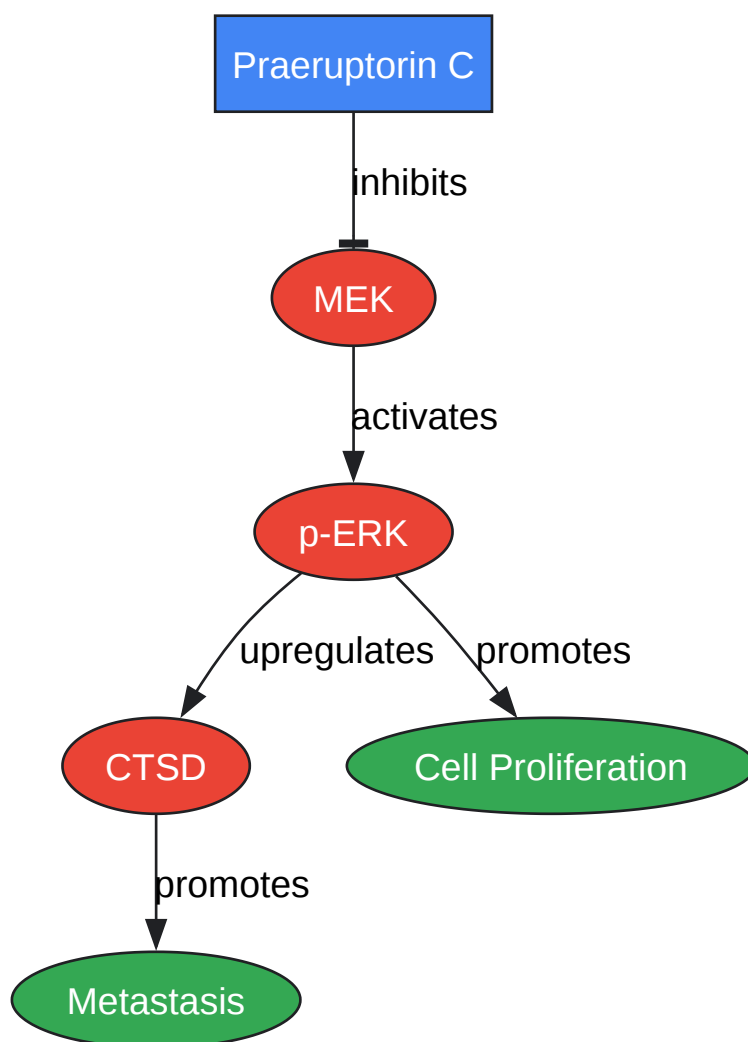 Praeruptorin C
inhibits
MEK
activates
p-ERK
upregulates
promotes
CTSD
Cell Proliferation
promotes
Metastasis